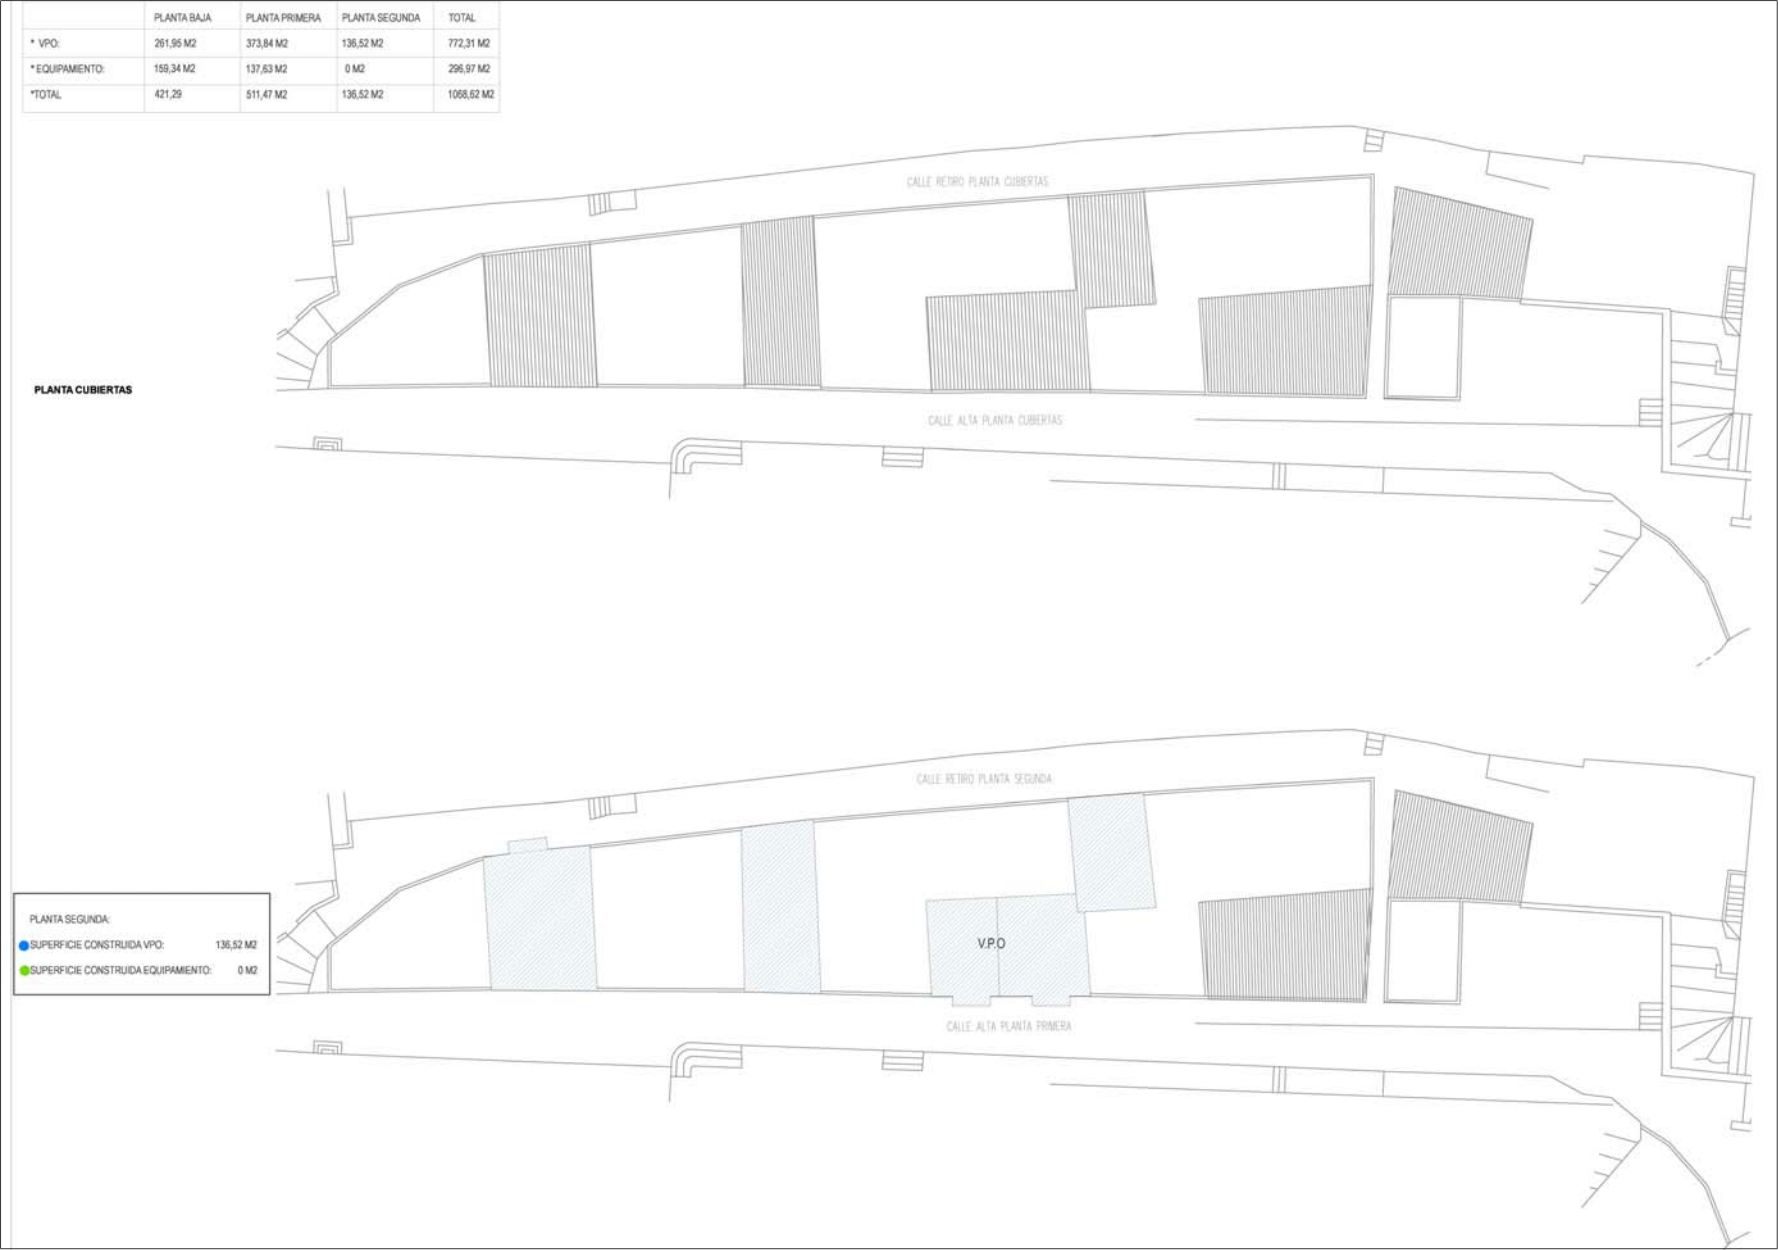 PLANTA BAJA PLANTA PRIMERA PLANTA SEGUNDA TOTAL
* VPO: 261,95 M2 373,84 M2 136,52 M2 772,31 M2
* EQUIPAMIENTO: 159,34 M2 137,63 M2 0 M2 296,97 M2
*TOTAL 421,29 511,47 M2 136,52 M2 1068,62 M2
CALLE RETIRO PLANTA CUBIERTAS
PLANTA CUBIERTAS
CALLE ALTA PLANTA CUBIERTAS
CALLE RETIRO PLANTA SEGUNDA
PLANTA SEGUNDA:
SUPERFICIE CONSTRUIDA VPO: 136,52 M2
SUPERFICIE CONSTRUIDA EQUIPAMIENTO: 0 M2
V.P.O
CALLE ALTA PLANTA PRIMERA